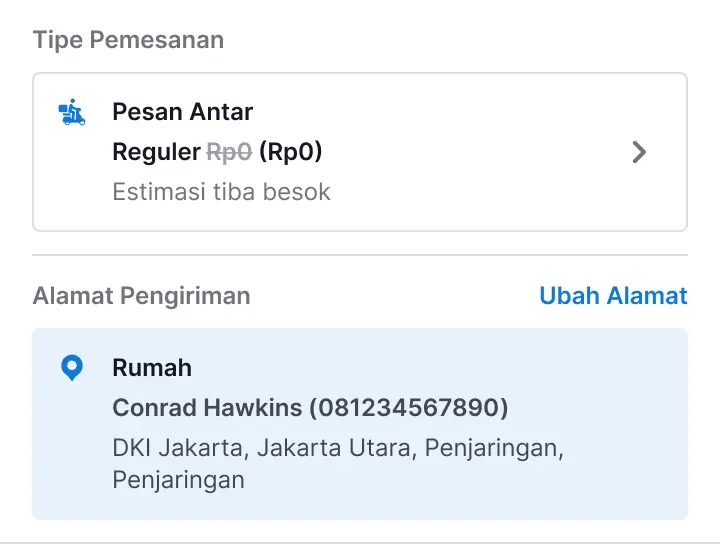 Tipe Pemesanan
Pesan Antar
Reguler Rp0 (Rp0)
Estimasi tiba besok
Alamat Pengiriman
Ubah Alamat
Rumah
Conrad Hawkins (081234567890)
DKI Jakarta, Jakarta Utara, Penjaringan,
Penjaringan